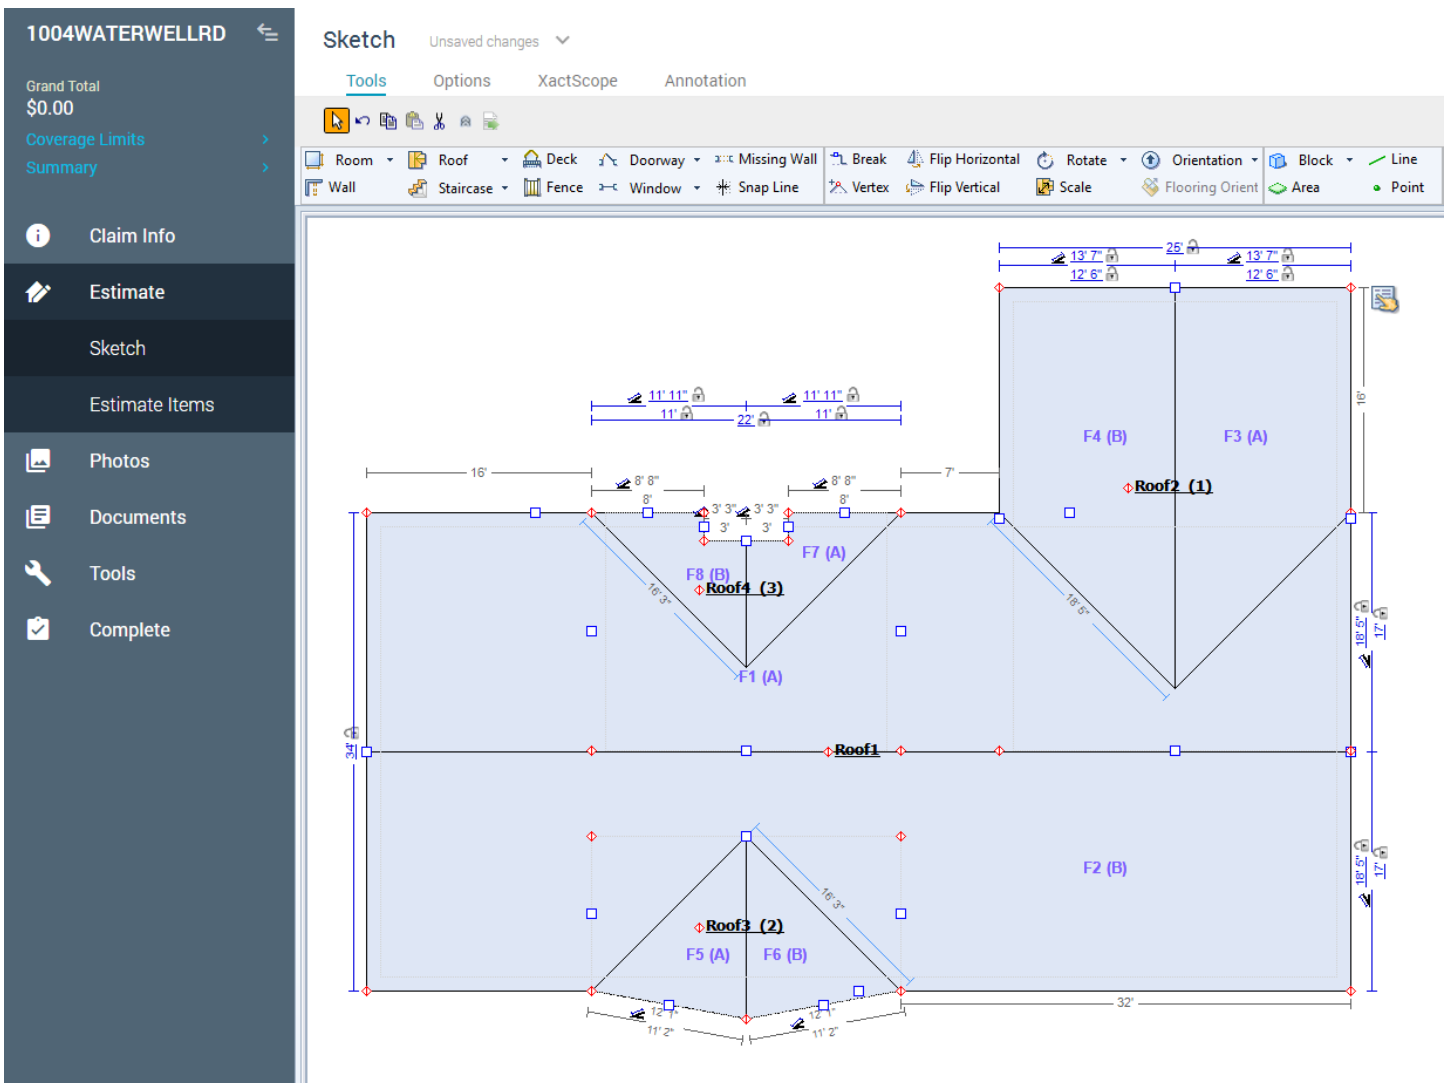 1004WATERWELLRD
Grand Total
$0.00
Coverage Limits
Summary
Claim Info
Estimate
Sketch
Estimate Items
Photos
Documents
Tools
Complete
Sketch Unsaved changes
Tools Options XactScope Annotation
Room Roof Deck Doorway Missing Wall Break Flip Horizontal Rotate Orientation Block Line
Wall Staircase Fence Window Snap Line Vertex Flip Vertical Scale Flooring Orient Area Point
25'
13' 7" 13' 7"
12' 6" 12' 6"
11' 11" 11' 11"
11' 22' 11'
16'
F4 (B) F3 (A)
16' 8' 8" 8' 8" 7'
8' 8'
Roof2 (1)
3' 3" 3' 3"
3' 3'
F7 (A)
F8 (B)
Roof4 (3)
16' 3"
18' 5"
18' 5" 17'
F1 (A)
34'
Roof1
F2 (B)
18' 5" 17'
16' 3"
Roof3 (2)
F5 (A) F6 (B)
32'
12' 1" 12' 1"
11' 2" 11' 2"